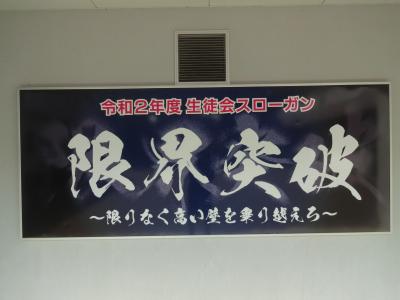 令和2年度 生徒会スローガン
限界突破
〜限りなく高い壁を乗り越えろ〜